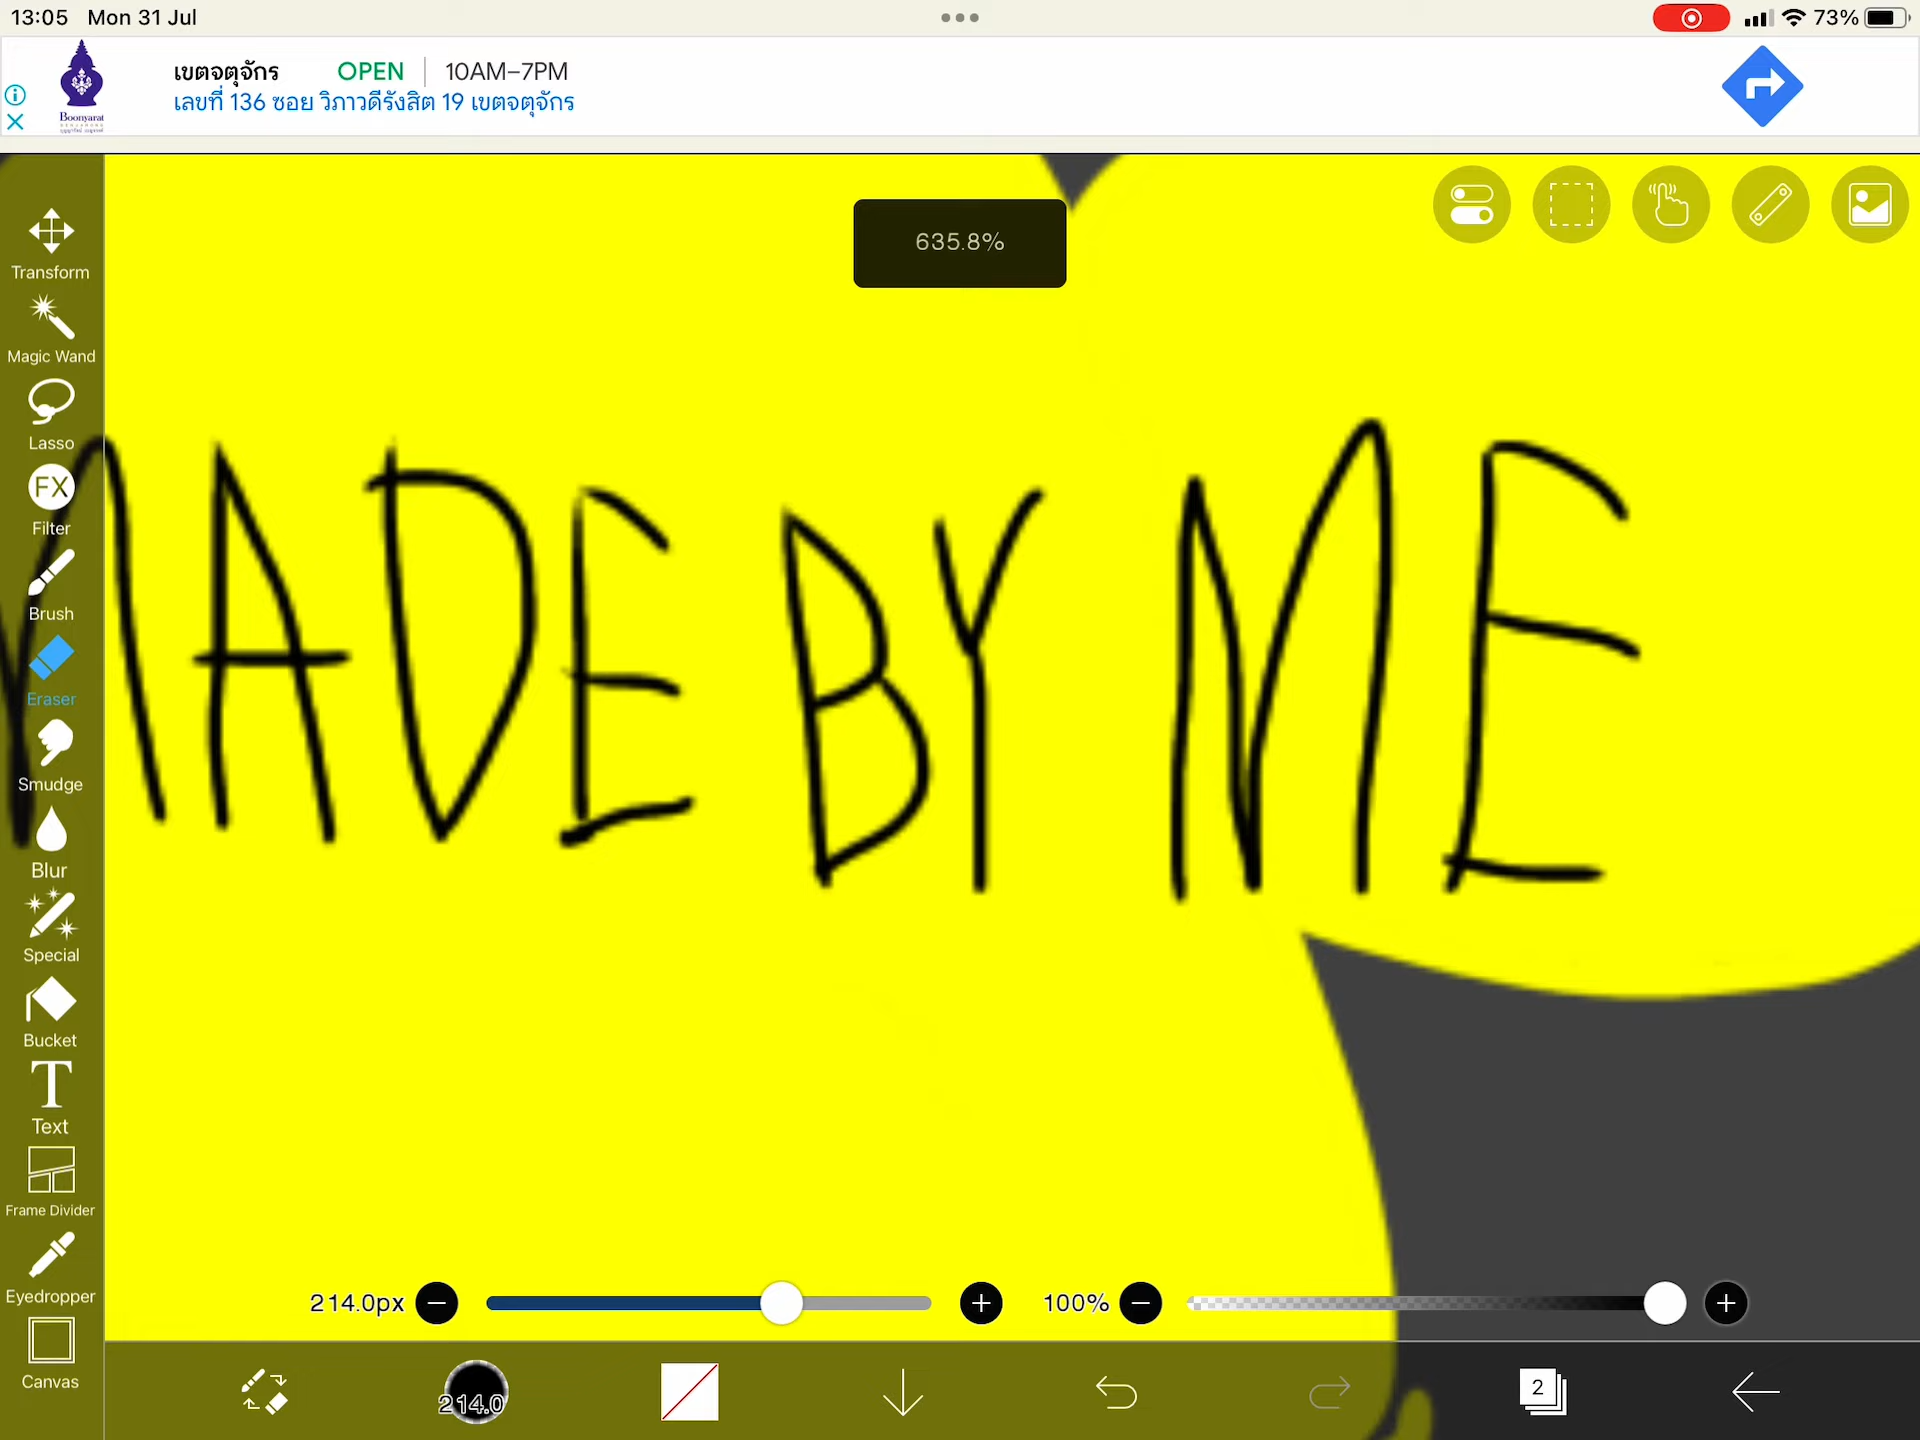 13:05 Mon 31 Jul
73%
เขตจตุจักร OPEN 10AM–7PM
เลขที่ 136 ซอย วิภาวดีรังสิต 19 เขตจตุจักร
Boonyarat
635.8%
Transform
Magic Wand
Lasso
FX
Filter
Brush
Eraser
Smudge
Blur
Special
Bucket
T
Text
Frame Divider
Eyedropper
Canvas
MADE BY ME
214.0px 100%
214.0
2